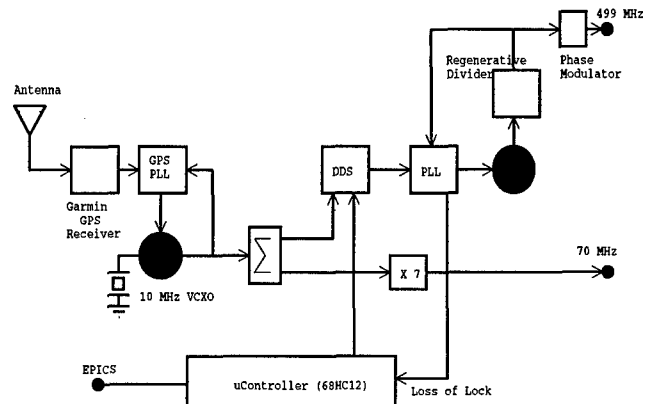 499 MHz
Regenerative
Divider
Phase
Modulator
Antenna
GPS
PLL
DDS
PLL
Garmin
GPS
Receiver
Σ
70 MHz
X 7
10 MHz VCXO
EPICS
uController (68HC12)
Loss of Lock